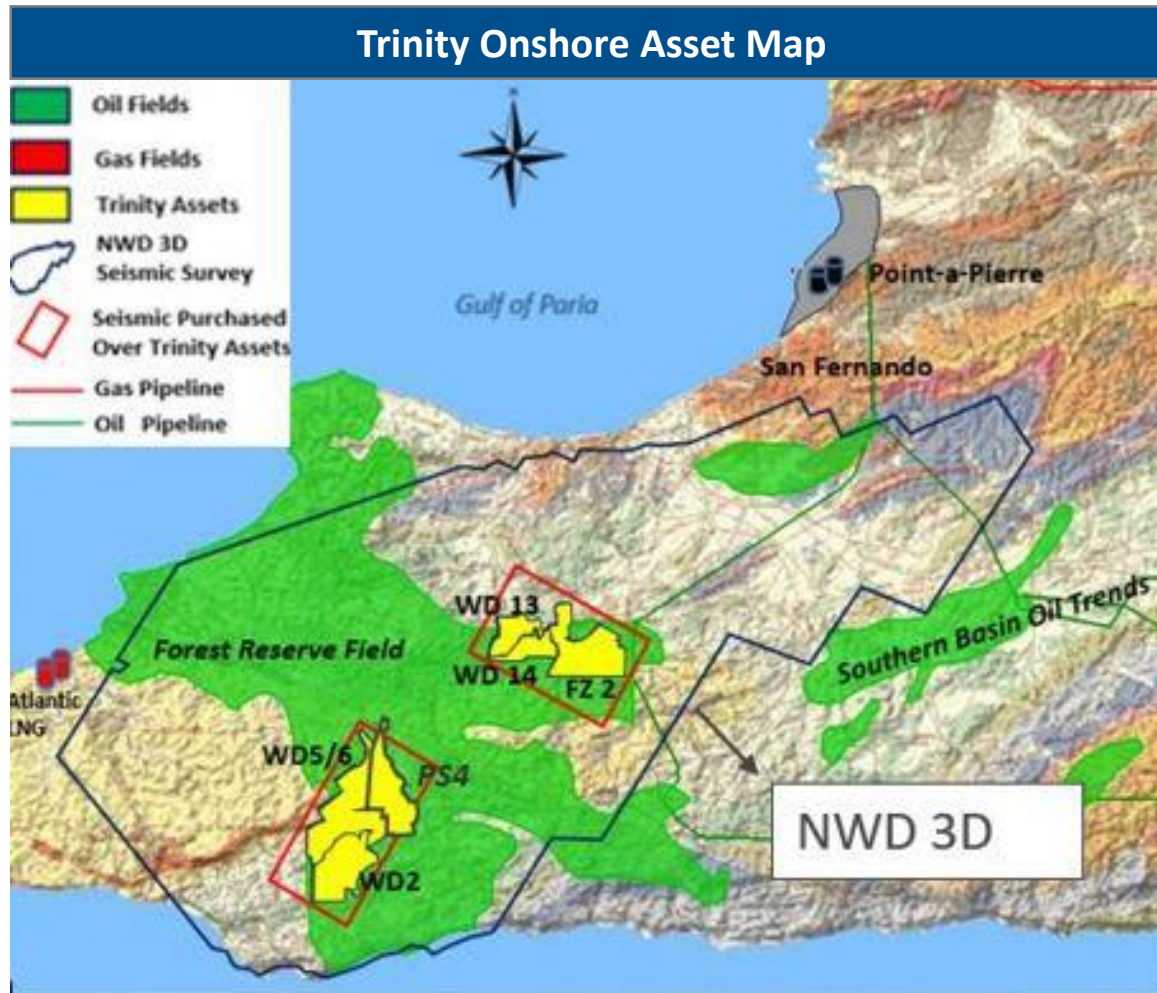 Trinity Onshore Asset Map
Oil Fields
Gas Fields
Trinity Assets
NWD 3D
Seismic Survey
Seismic Purchased
Over Trinity Assets
Gas Pipeline
Oil Pipeline
Gulf of Paria
Point-a-Pierre
San Fernando
WD 13
Forest Reserve Field
WD 14
FZ 2
Southern Basin Oil Trends
Atlantic
LNG
WD5/6
PS4
WD2
NWD 3D